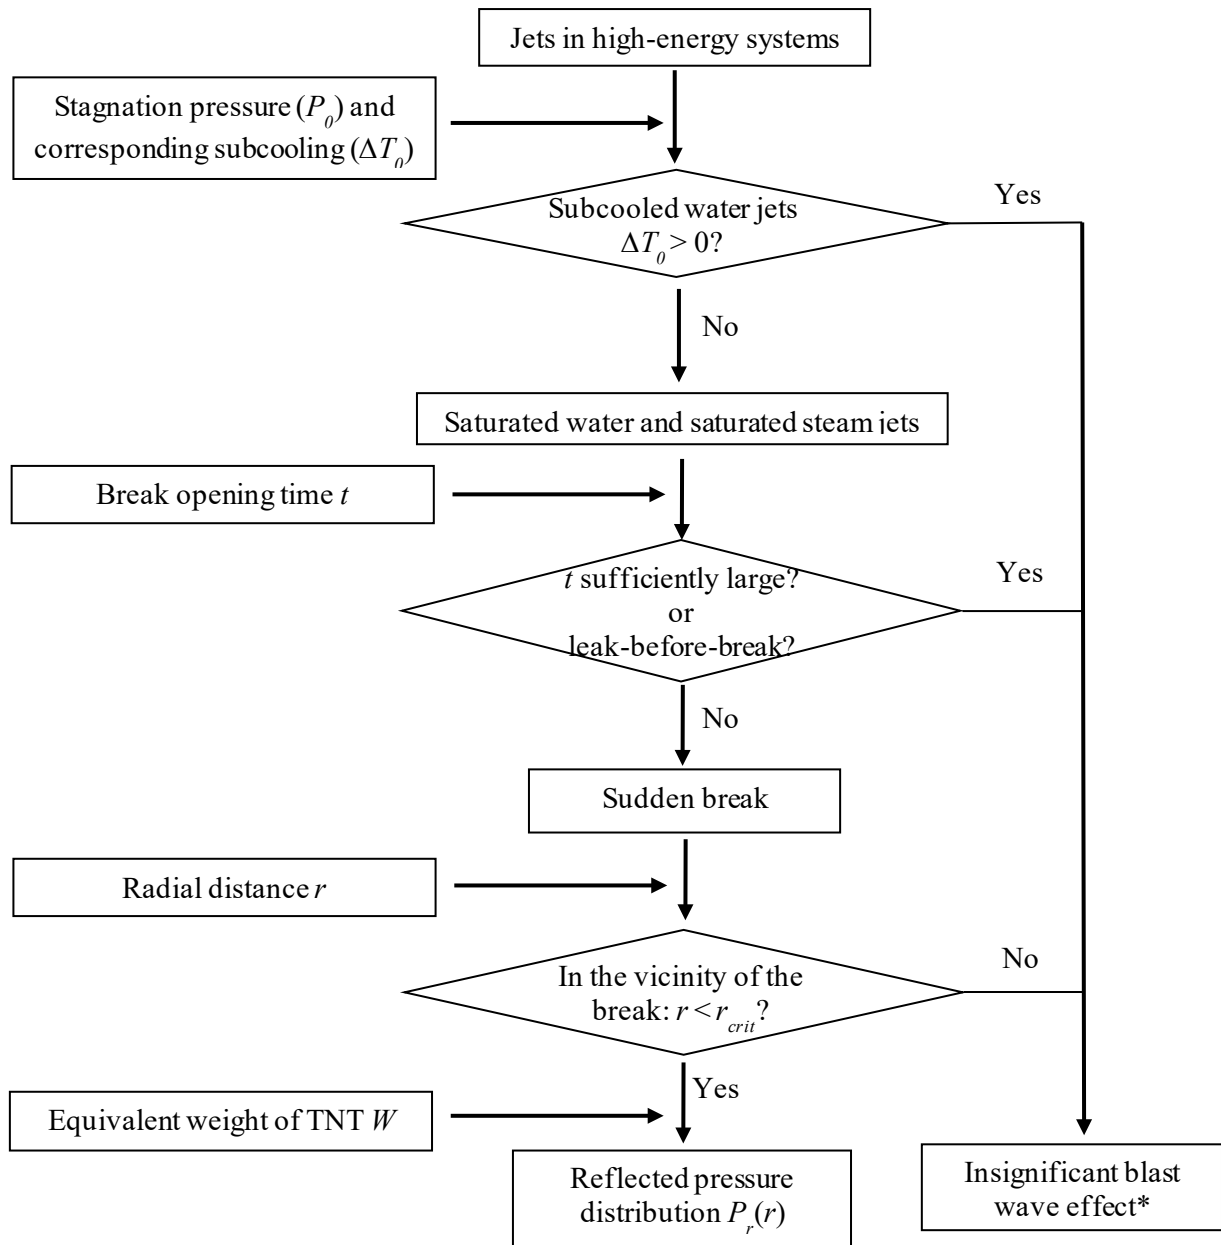 Jets in high-energy systems
Stagnation pressure (P₀) and
corresponding subcooling (ΔT₀)
Subcooled water jets
ΔT₀ > 0?
Yes
No
Saturated water and saturated steam jets
Break opening time t
t sufficiently large?
or
leak-before-break?
Yes
No
Sudden break
Radial distance r
In the vicinity of the
break: r < r_crit?
No
Yes
Equivalent weight of TNT W
Reflected pressure
distribution Pᵣ(r)
Insignificant blast
wave effect*